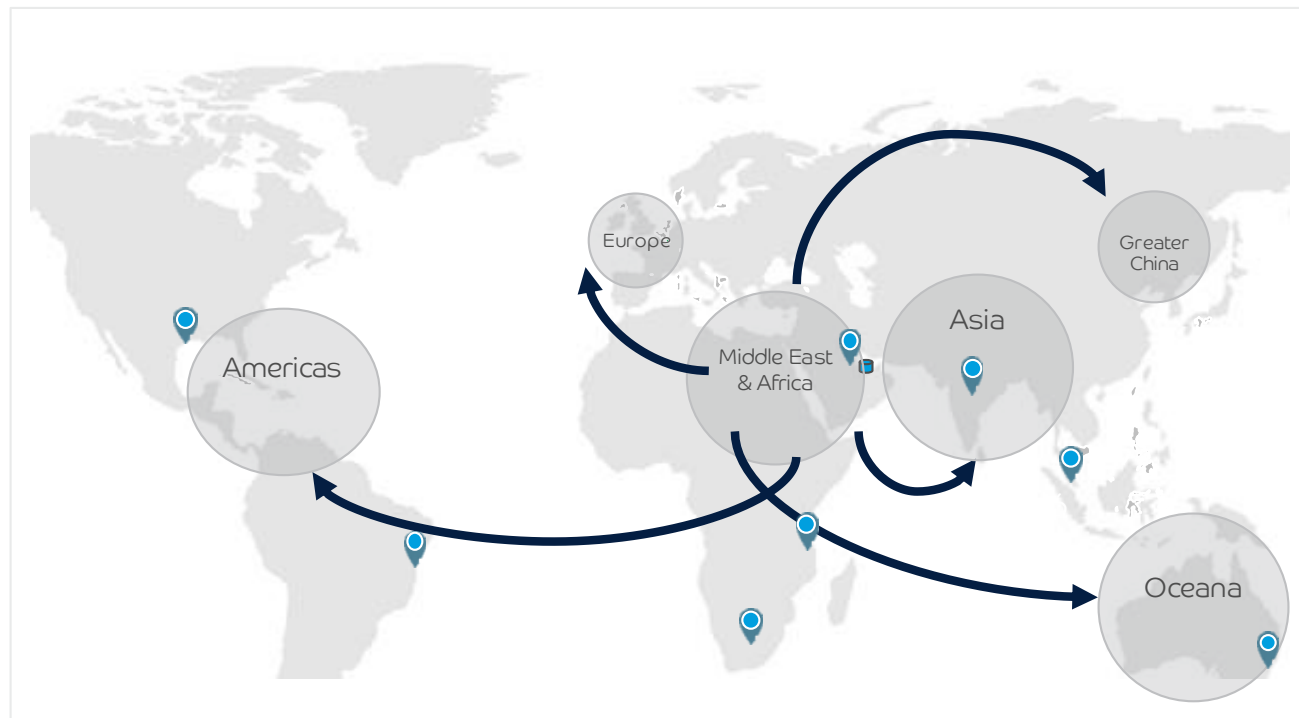 Europe
Greater
China
Asia
Middle East
& Africa
Americas
Oceana